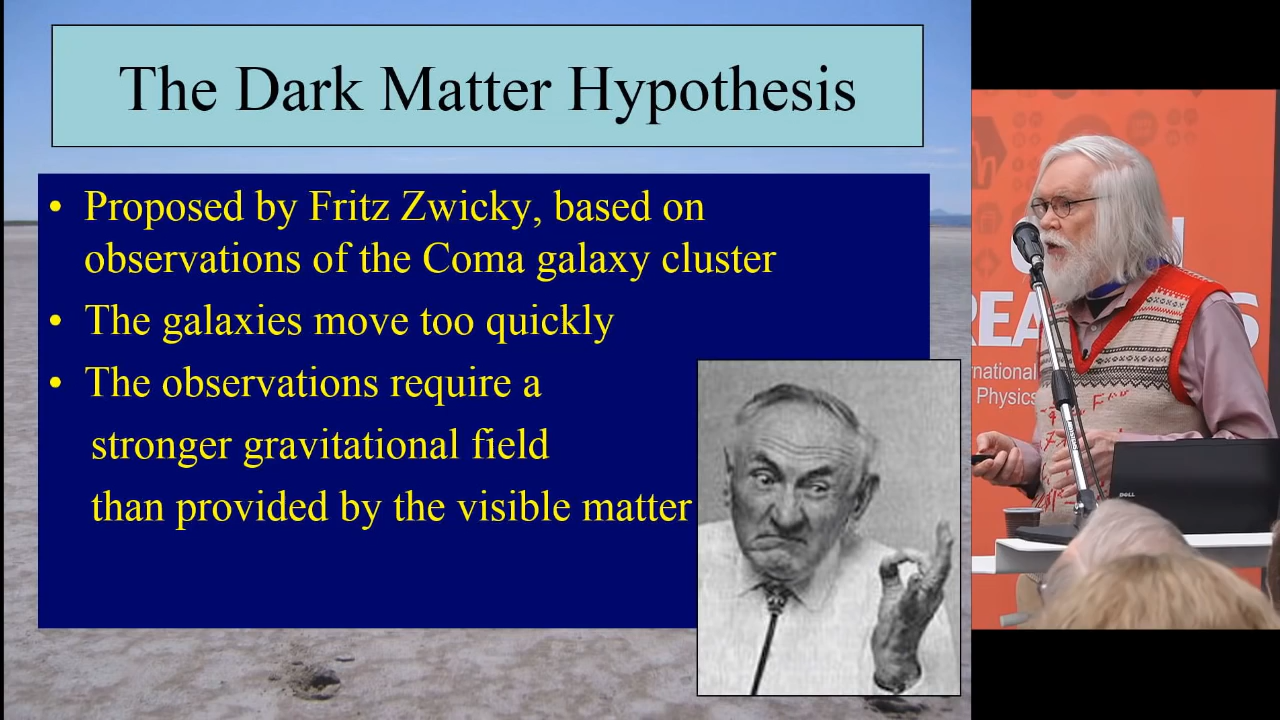 The Dark Matter Hypothesis
• Proposed by Fritz Zwicky, based on
observations of the Coma galaxy cluster
• The galaxies move too quickly
• The observations require a
stronger gravitational field
than provided by the visible matter
Physics
DELL